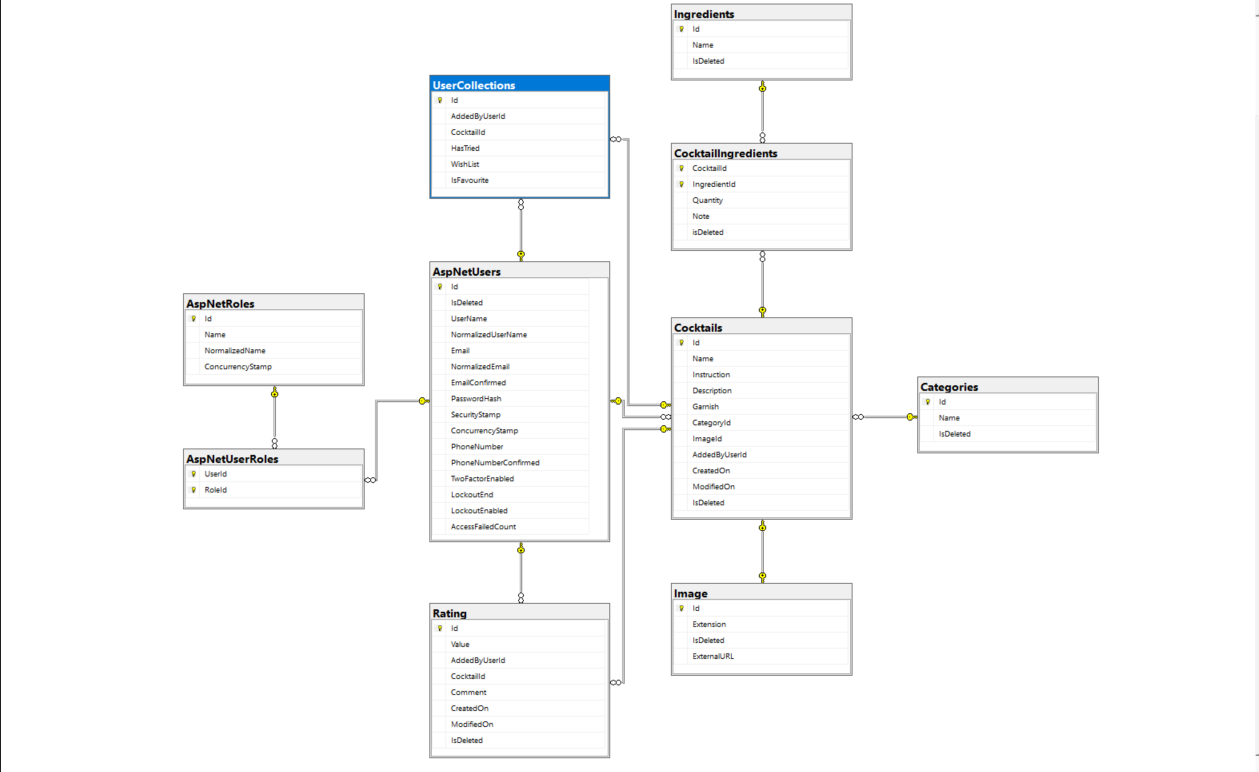 Ingredients
Id
Name
IsDeleted
UserCollections
Id
AddedByUserId
CocktailId
HasTried
WishList
IsFavourite
CocktailIngredients
CocktailId
IngredientId
Quantity
Note
isDeleted
AspNetUsers
Id
IsDeleted
UserName
NormalizedUserName
Email
NormalizedEmail
EmailConfirmed
PasswordHash
SecurityStamp
ConcurrencyStamp
PhoneNumber
PhoneNumberConfirmed
TwoFactorEnabled
LockoutEnd
LockoutEnabled
AccessFailedCount
AspNetRoles
Id
Name
NormalizedName
ConcurrencyStamp
Cocktails
Id
Name
Instruction
Description
Garnish
CategoryId
ImageId
AddedByUserId
CreatedOn
ModifiedOn
IsDeleted
Categories
Id
Name
IsDeleted
AspNetUserRoles
UserId
RoleId
Image
Id
Extension
IsDeleted
ExternalURL
Rating
Id
Value
AddedByUserId
CocktailId
Comment
CreatedOn
ModifiedOn
IsDeleted